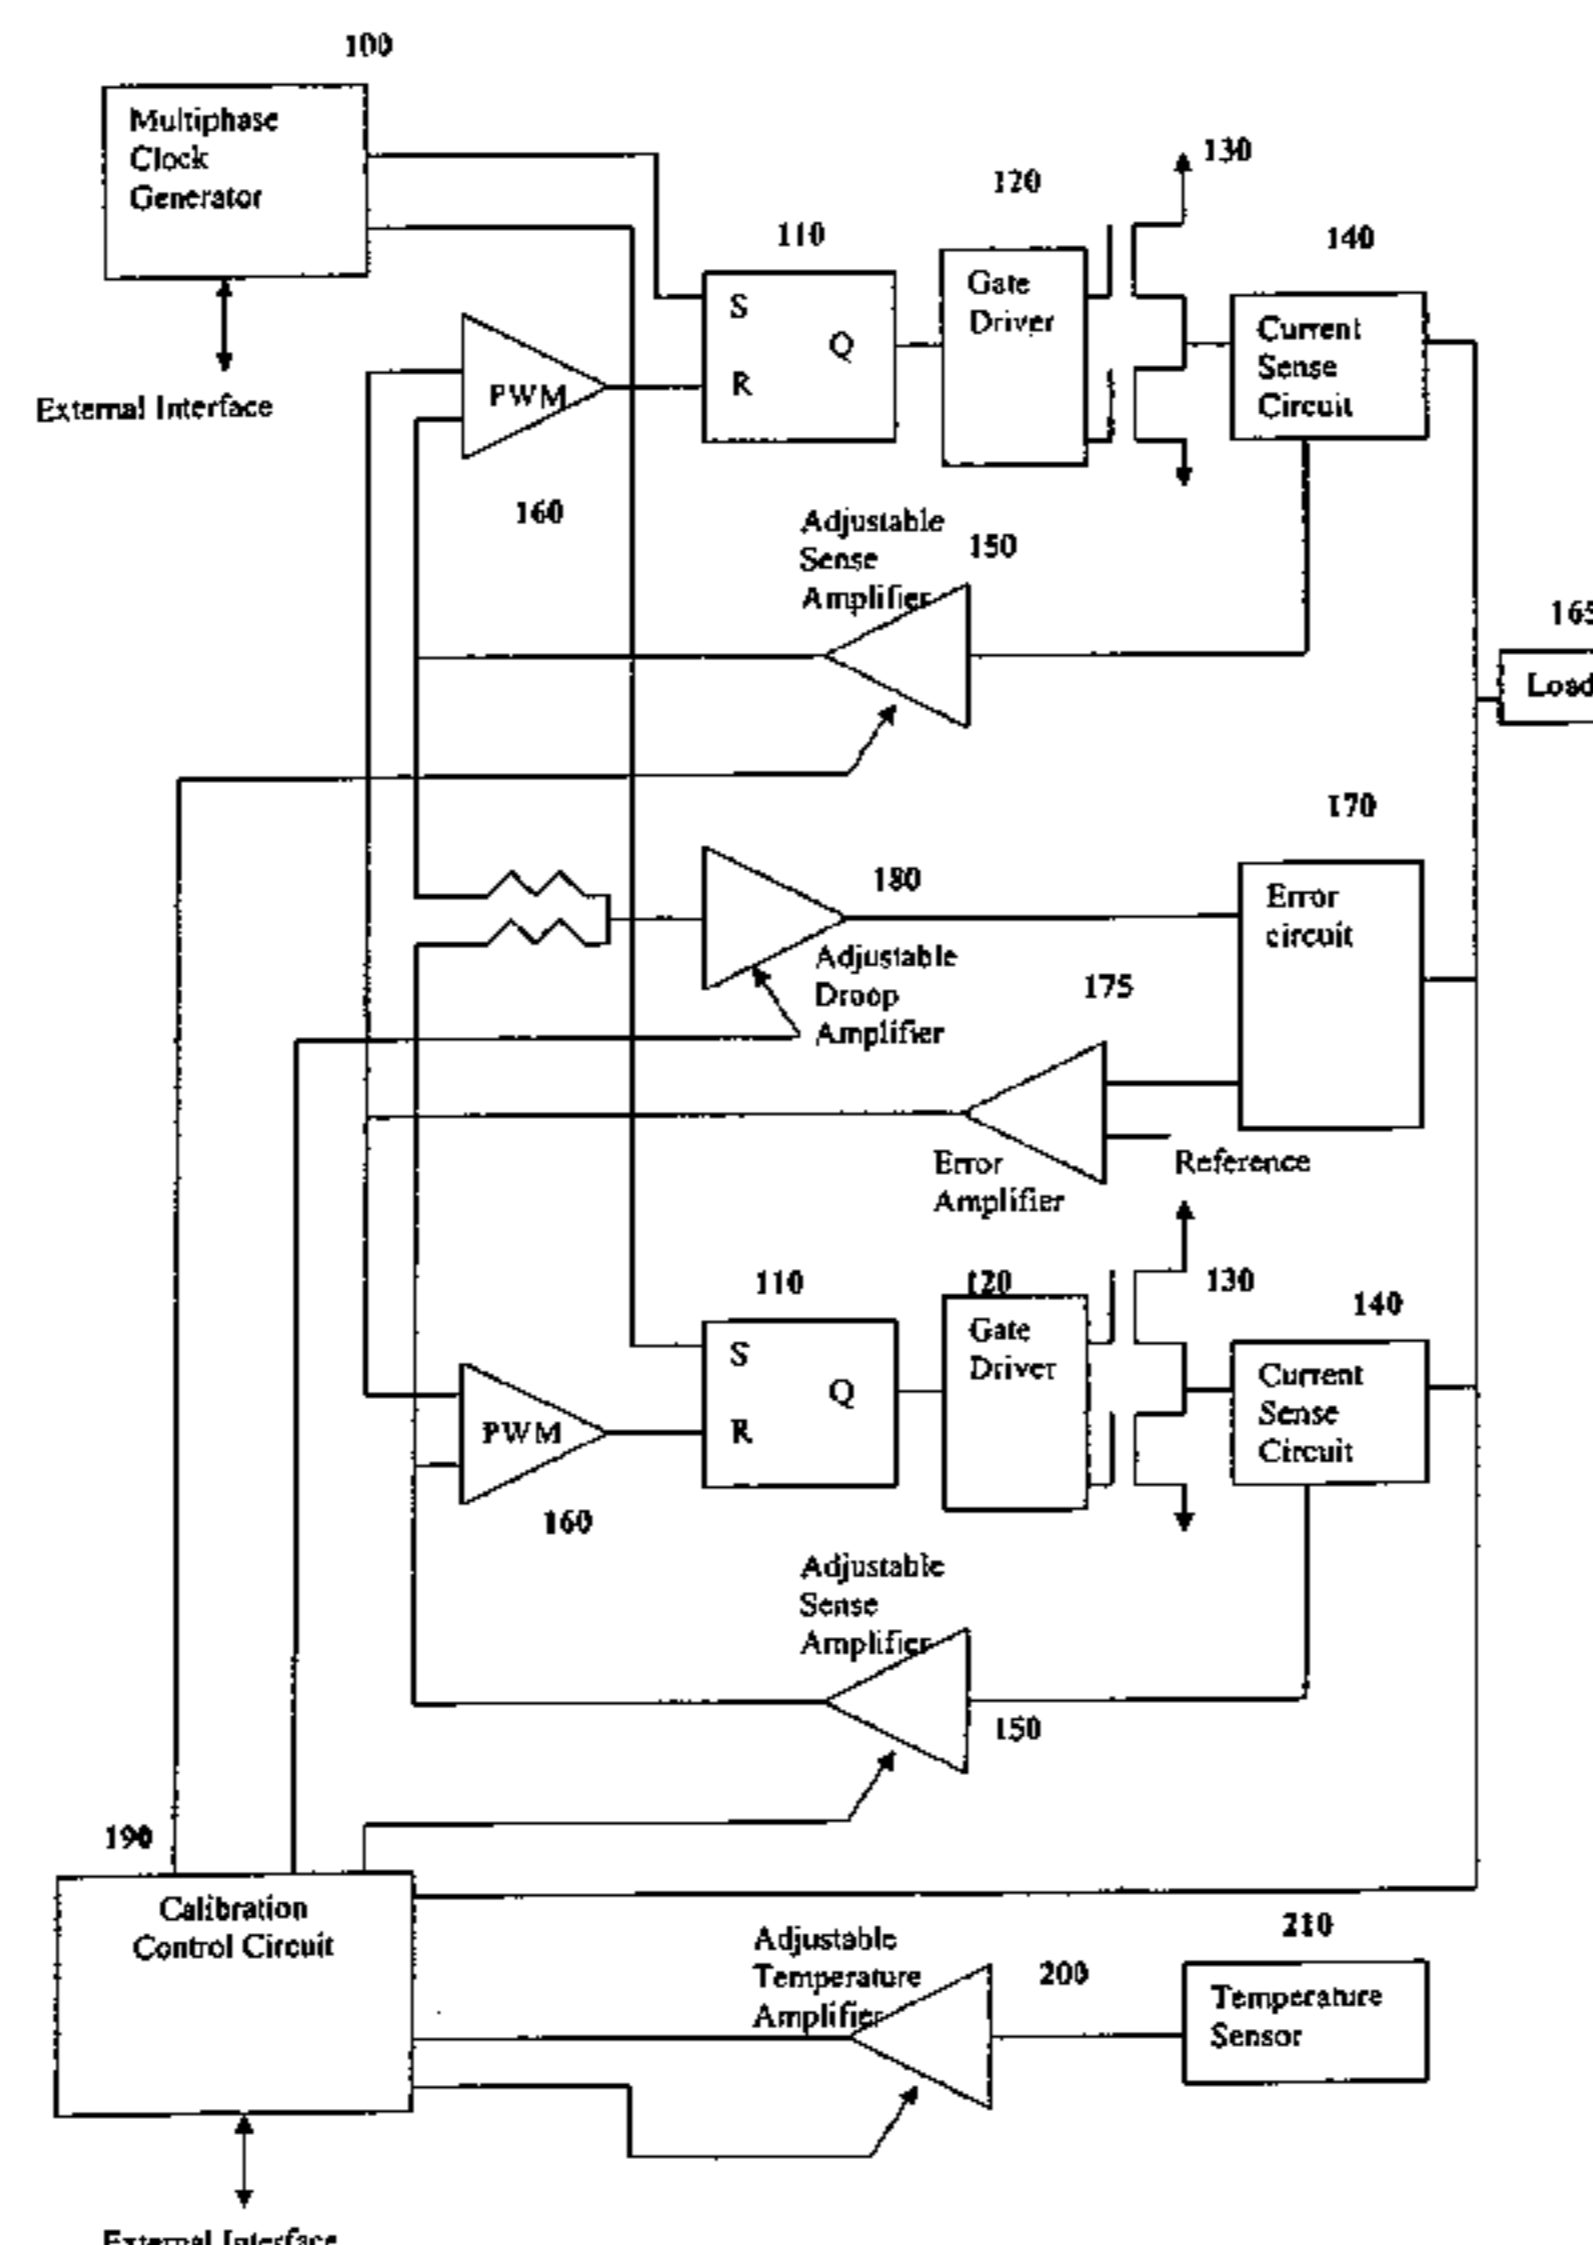 100
Multiphase
Clock
Generator
External Interface
130
120
110
140
S
Q
R
Gate
Driver
Current
Sense
Circuit
PWM
160
Adjustable
Sense
Amplifier
150
165
Load
170
180
Error
circuit
Adjustable
Droop
Amplifier
175
Error
Amplifier
Reference
110
120
130
140
S
Q
R
Gate
Driver
Current
Sense
Circuit
PWM
160
Adjustable
Sense
Amplifier
150
190
Calibration
Control Circuit
210
Adjustable
Temperature
Amplifier
200
Temperature
Sensor
External Interface